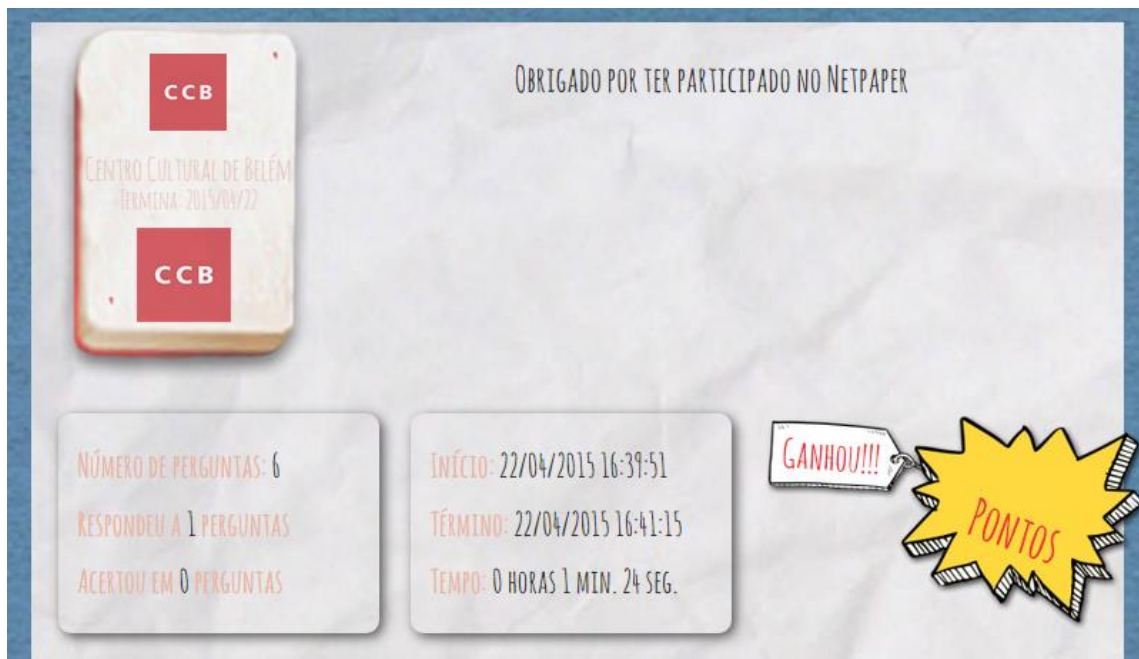 CCB
CENTRO CULTURAL DE BELÉM
TERMINA: 2015/04/22
CCB
OBRIGADO POR TER PARTICIPADO NO NETPAPER
NÚMERO DE PERGUNTAS: 6
RESPONDEU A 1 PERGUNTAS
ACERTOU EM 0 PERGUNTAS
INÍCIO: 22/04/2015 16:39:51
TÉRMINO: 22/04/2015 16:41:15
TEMPO: 0 HORAS 1 MIN. 24 SEG.
GANHOU!!!
PONTOS